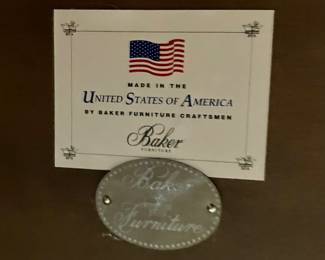 MADE IN THE
UNITED STATES OF AMERICA
BY BAKER FURNITURE CRAFTSMEN
Baker
FURNITURE
Baker
Furniture